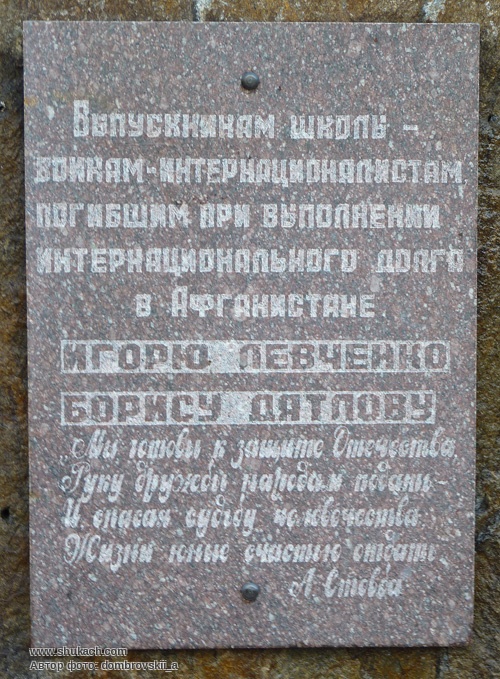 Выпускникам школы –
воинам-интернационалистам
погибшим при выполнении
интернационального долга
в Афганистане
ИГОРЮ ЛЕВЧЕНКО
БОРИСУ ДЯТЛОВУ
„Мы готовы к защите Отечества,
Руку дружбы народам подать –
И спасая судьбу человечества
Жизни юные счастью отдать
А. Стовба
www.shukach.com
Автор фото: dombrovskii_a